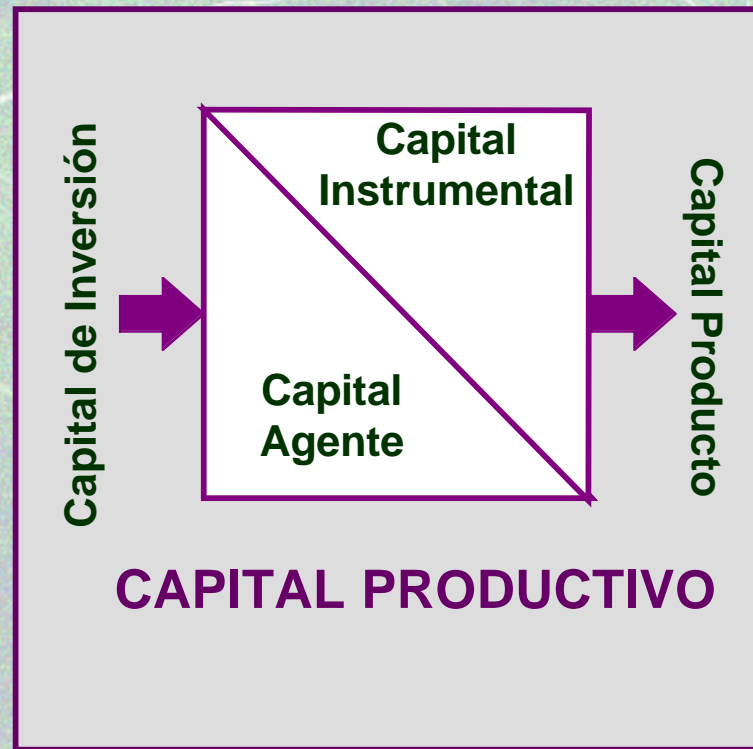 Capital de Inversión
Capital
Instrumental
Capital
Agente
Capital Producto
CAPITAL PRODUCTIVO